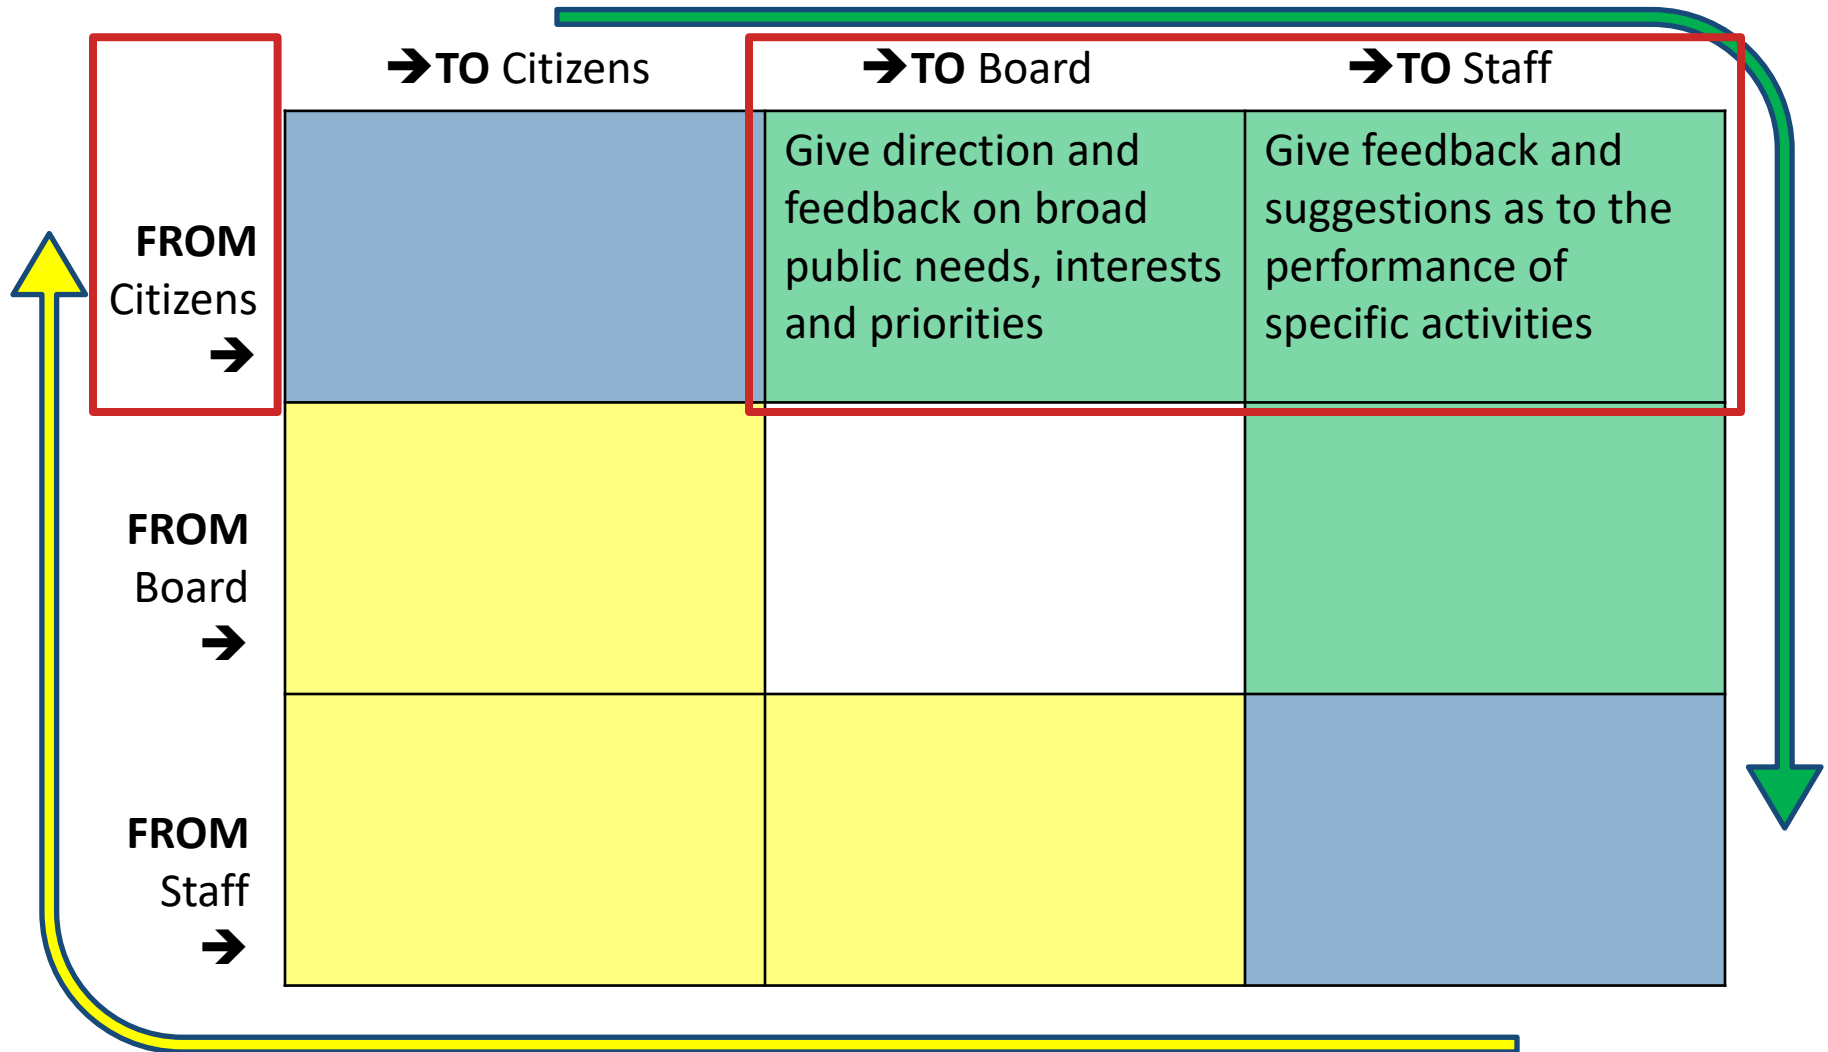 ➔TO Citizens
➔TO Board
➔TO Staff
FROM
Citizens
➔
Give direction and
feedback on broad
public needs, interests
and priorities
Give feedback and
suggestions as to the
performance of
specific activities
FROM
Board
➔
FROM
Staff
➔